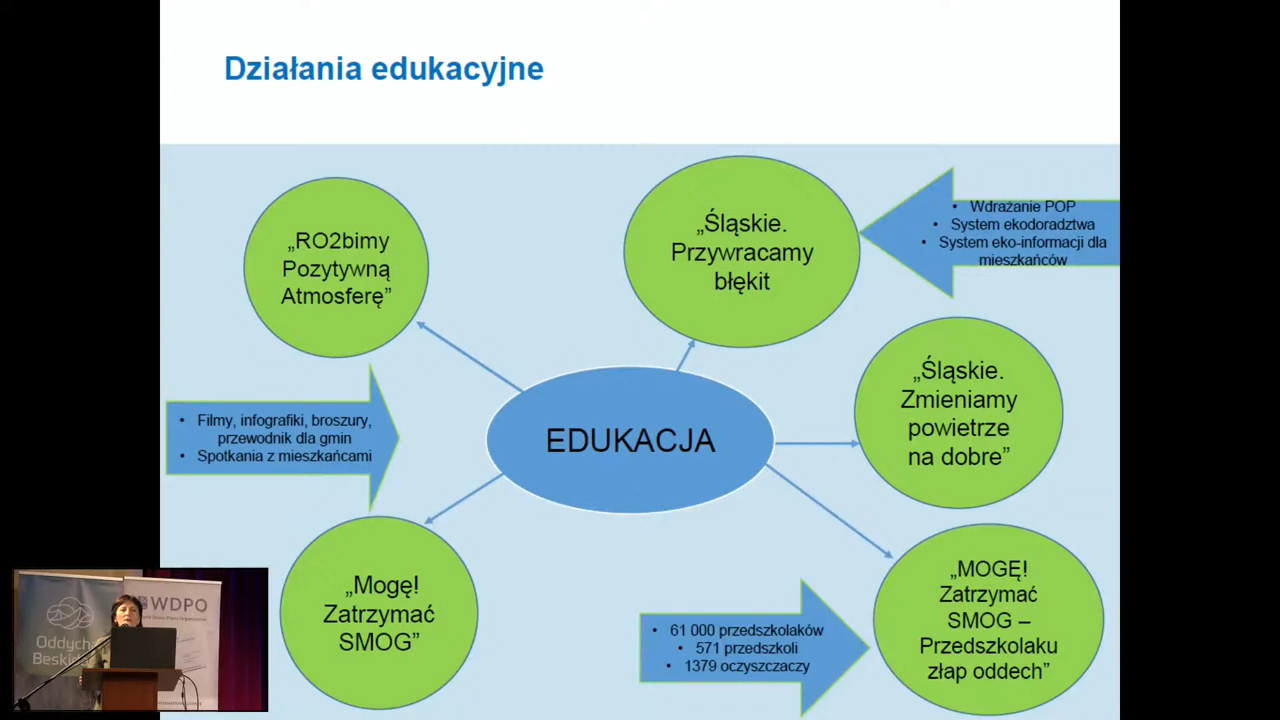 Działania edukacyjne
„RO2bimy
Pozytywną
Atmosferę”
„Śląskie.
Przywracamy
błękit
• Wdrażanie POP
• System ekodoradztwa
• System eko-informacji dla
mieszkańców
„Śląskie.
Zmieniamy
powietrze
na dobre”
• Filmy, infografiki, broszury,
przewodnik dla gmin
• Spotkania z mieszkańcami
EDUKACJA
„Mogę!
Zatrzymać
SMOG”
• 61 000 przedszkolaków
• 571 przedszkoli
• 1379 oczyszczaczy
„MOGĘ!
Zatrzymać
SMOG –
Przedszkolaku
złap oddech”
WDPO